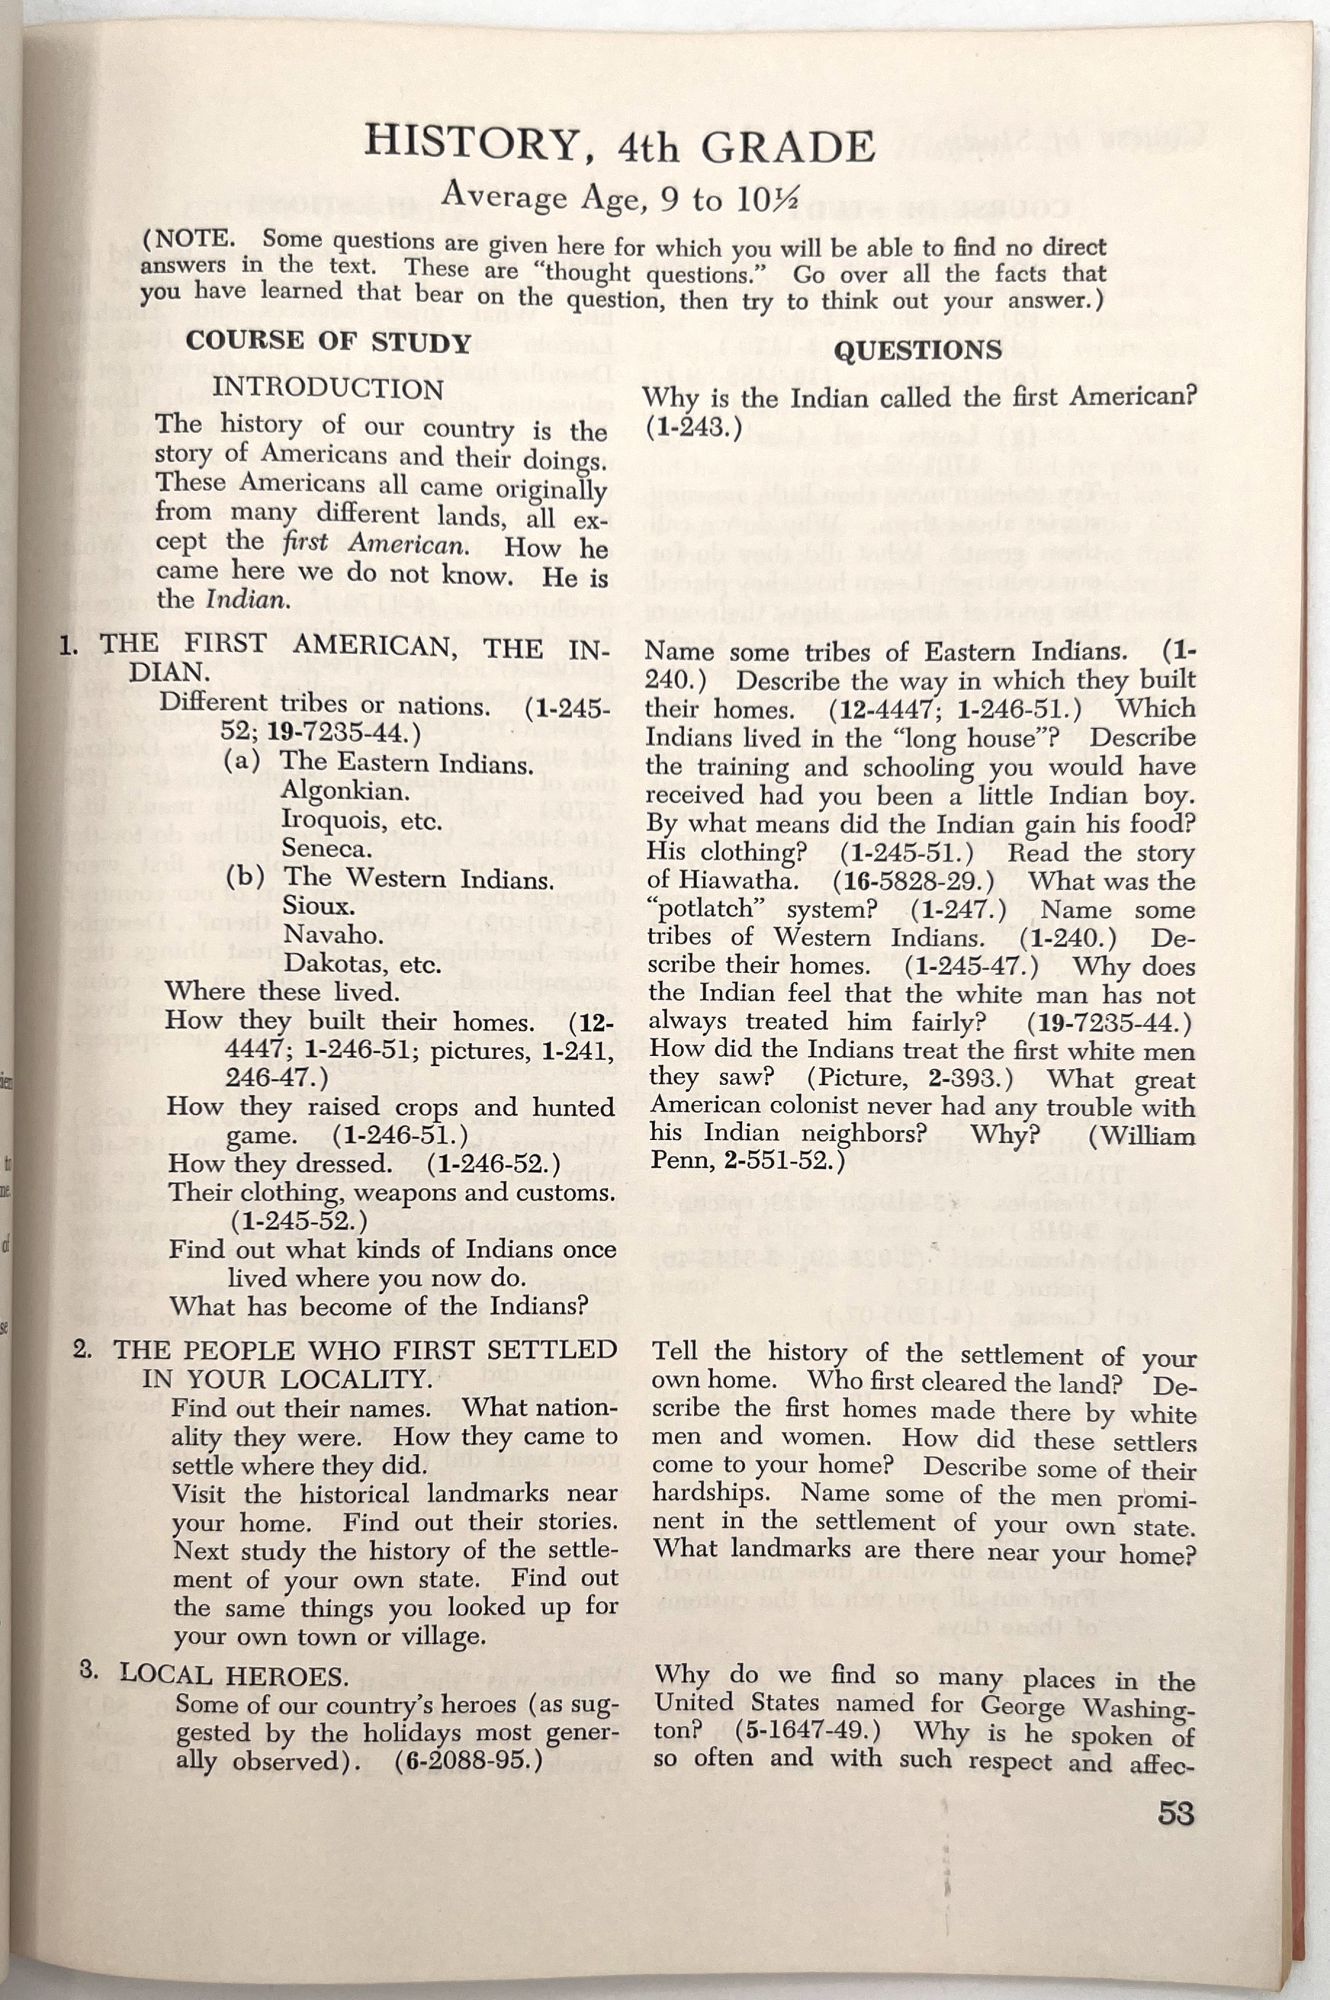 HISTORY, 4th GRADE
Average Age, 9 to 10½
(NOTE. Some questions are given here for which you will be able to find no direct
answers in the text. These are “thought questions.” Go over all the facts that
you have learned that bear on the question, then try to think out your answer.)
COURSE OF STUDY
INTRODUCTION
The history of our country is the
story of Americans and their doings.
These Americans all came originally
from many different lands, all ex-
cept the first American. How he
came here we do not know. He is
the Indian.
1. THE FIRST AMERICAN, THE IN-
DIAN.
Different tribes or nations. (1-245-
52; 19-7235-44.)
(a) The Eastern Indians.
Algonkian.
Iroquois, etc.
Seneca.
(b) The Western Indians.
Sioux.
Navaho.
Dakotas, etc.
Where these lived.
How they built their homes. (12-
4447; 1-246-51; pictures, 1-241,
246-47.)
How they raised crops and hunted
game. (1-246-51.)
How they dressed. (1-246-52.)
Their clothing, weapons and customs.
(1-245-52.)
Find out what kinds of Indians once
lived where you now do.
What has become of the Indians?
2. THE PEOPLE WHO FIRST SETTLED
IN YOUR LOCALITY.
Find out their names. What nation-
ality they were. How they came to
settle where they did.
Visit the historical landmarks near
your home. Find out their stories.
Next study the history of the settle-
ment of your own state. Find out
the same things you looked up for
your own town or village.
3. LOCAL HEROES.
Some of our country's heroes (as sug-
gested by the holidays most gener-
ally observed). (6-2088-95.)
QUESTIONS
Why is the Indian called the first American?
(1-243.)
Name some tribes of Eastern Indians. (1-
240.) Describe the way in which they built
their homes. (12-4447; 1-246-51.) Which
Indians lived in the “long house”? Describe
the training and schooling you would have
received had you been a little Indian boy.
By what means did the Indian gain his food?
His clothing? (1-245-51.) Read the story
of Hiawatha. (16-5828-29.) What was the
“potlatch” system? (1-247.) Name some
tribes of Western Indians. (1-240.) De-
scribe their homes. (1-245-47.) Why does
the Indian feel that the white man has not
always treated him fairly? (19-7235-44.)
How did the Indians treat the first white men
they saw? (Picture, 2-393.) What great
American colonist never had any trouble with
his Indian neighbors? Why? (William
Penn, 2-551-52.)
Tell the history of the settlement of your
own home. Who first cleared the land? De-
scribe the first homes made there by white
men and women. How did these settlers
come to your home? Describe some of their
hardships. Name some of the men promi-
nent in the settlement of your own state.
What landmarks are there near your home?
Why do we find so many places in the
United States named for George Washing-
ton? (5-1647-49.) Why is he spoken of
so often and with such respect and affec-
53